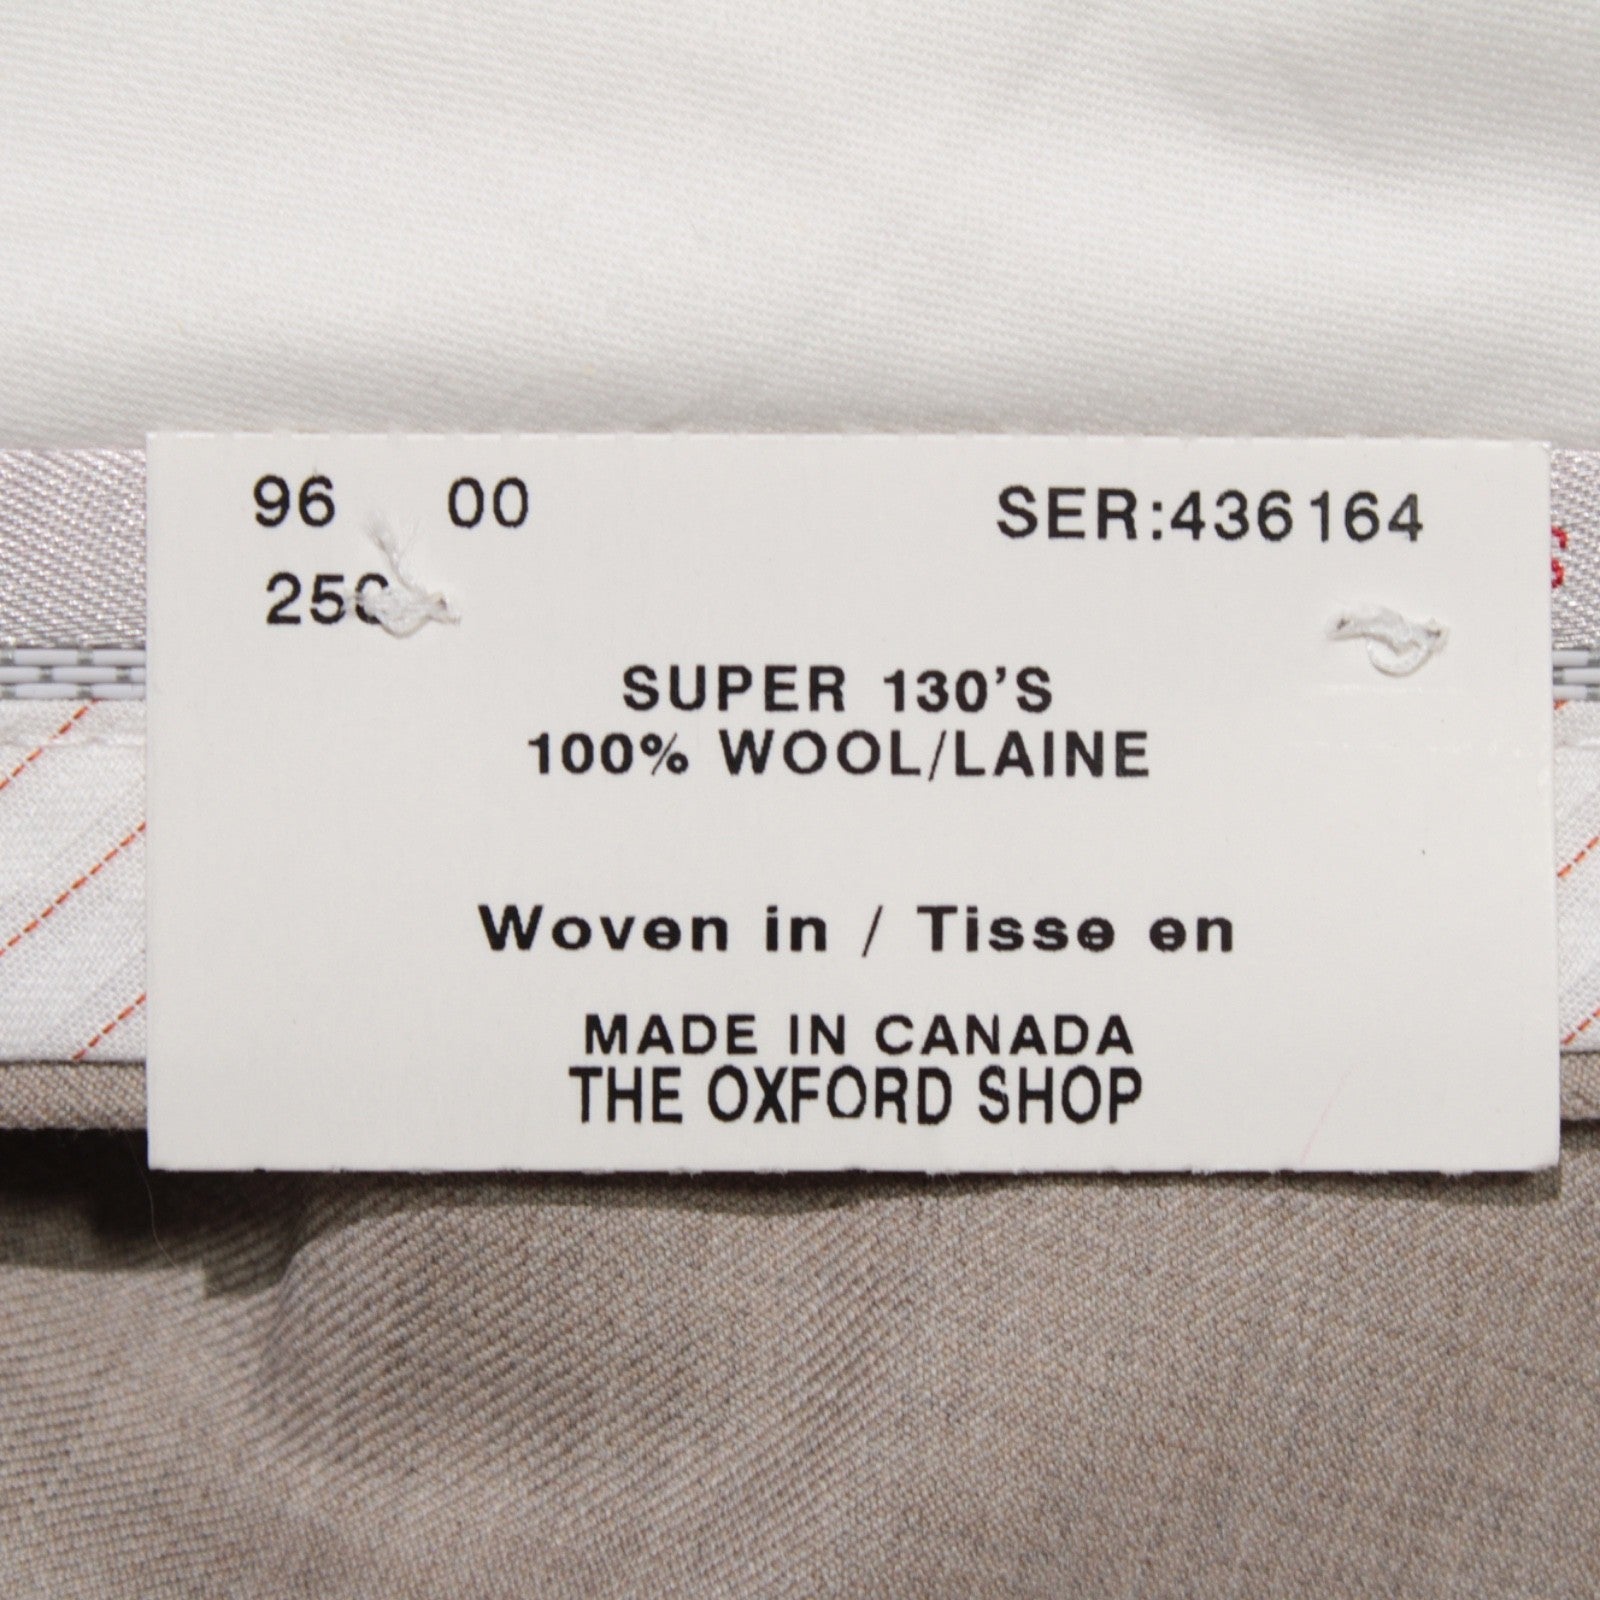 96 00 SER:436164
SUPER 130'S
100% WOOL/LAINE
Woven in / Tisse en
MADE IN CANADA
THE OXFORD SHOP